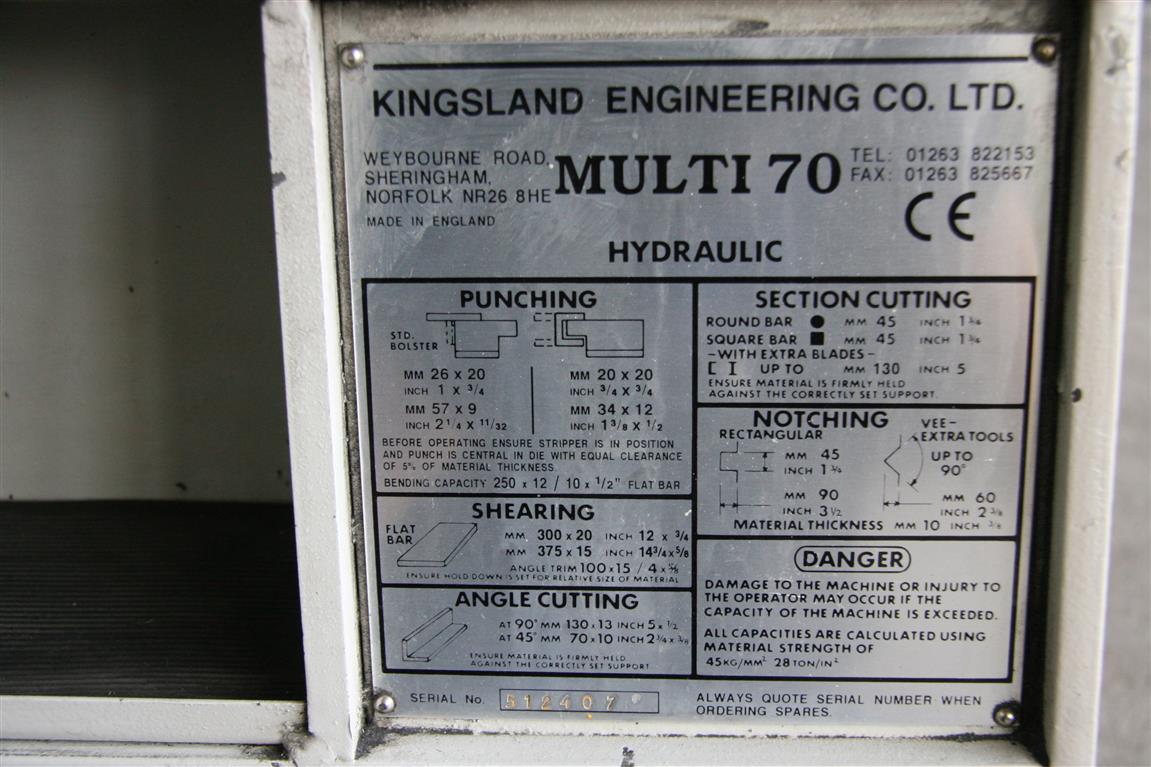 KINGSLAND ENGINEERING CO. LTD.
WEYBOURNE ROAD,
SHERINGHAM,
NORFOLK NR26 8HE
MADE IN ENGLAND
MULTI 70
TEL: 01263 822153
FAX: 01263 825667
CE
HYDRAULIC
PUNCHING
STD.
BOLSTER
MM 26 x 20
INCH 1 x 3/4
MM 57 x 9
INCH 2 1/4 x 11/32
MM 20 x 20
INCH 3/4 x 3/4
MM 34 x 12
INCH 1 3/8 x 1/2
BEFORE OPERATING ENSURE STRIPPER IS IN POSITION
AND PUNCH IS CENTRAL IN DIE WITH EQUAL CLEARANCE
OF 5% OF MATERIAL THICKNESS.
BENDING CAPACITY 250 x 12 / 10 x 1/2" FLAT BAR
SHEARING
FLAT
BAR
MM. 300 x 20 INCH 12 x 3/4
MM 375 x 15 INCH 14 3/4 x 5/8
ANGLE TRIM 100 x 15 / 4 x 5/8
ENSURE HOLD DOWN IS SET FOR RELATIVE SIZE OF MATERIAL
ANGLE CUTTING
AT 90° MM 130 x 13 INCH 5 x 1/2
AT 45° MM 70 x 10 INCH 2 3/4 x 3/8
ENSURE MATERIAL IS FIRMLY HELD
AGAINST THE CORRECTLY SET SUPPORT
SECTION CUTTING
ROUND BAR ● MM 45 INCH 1 3/4
SQUARE BAR ■ MM 45 INCH 1 3/4
-WITH EXTRA BLADES-
[ I UP TO MM 130 INCH 5
ENSURE MATERIAL IS FIRMLY HELD
AGAINST THE CORRECTLY SET SUPPORT.
NOTCHING
RECTANGULAR
MM 45
INCH 1 3/4
MM 90
INCH 3 1/2
VEE-
EXTRA TOOLS
UP TO
90°
MM 60
INCH 2 3/8
MATERIAL THICKNESS MM 10 INCH 3/8
DANGER
DAMAGE TO THE MACHINE OR INJURY TO
THE OPERATOR MAY OCCUR IF THE
CAPACITY OF THE MACHINE IS EXCEEDED.
ALL CAPACITIES ARE CALCULATED USING
MATERIAL STRENGTH OF
45KG/MM² 28TON/IN²
SERIAL No. 512407
ALWAYS QUOTE SERIAL NUMBER WHEN
ORDERING SPARES.